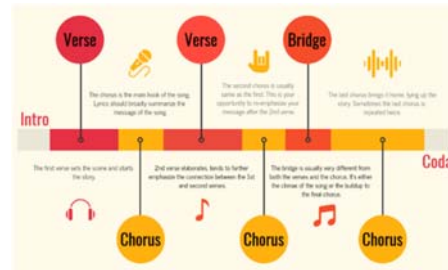 Verse
Verse
Bridge
The chorus is the main hook of the song.
Lyrics should broadly summarize the
message of the song.
The second chorus is usually
same as the first. This is your
opportunity to re-emphasize your
message after the 2nd verse.
The last chorus brings it home, tying up the
story. Sometimes the last chorus is
repeated twice.
Intro
Coda
The first verse sets the scene and starts
the story.
2nd verse elaborates, tends to further
emphasize the connection between the 1st
and second verses.
The bridge is usually very different from
both the verses and the chorus. It's either
the climax of the song or the buildup to
the final chorus.
Chorus
Chorus
Chorus